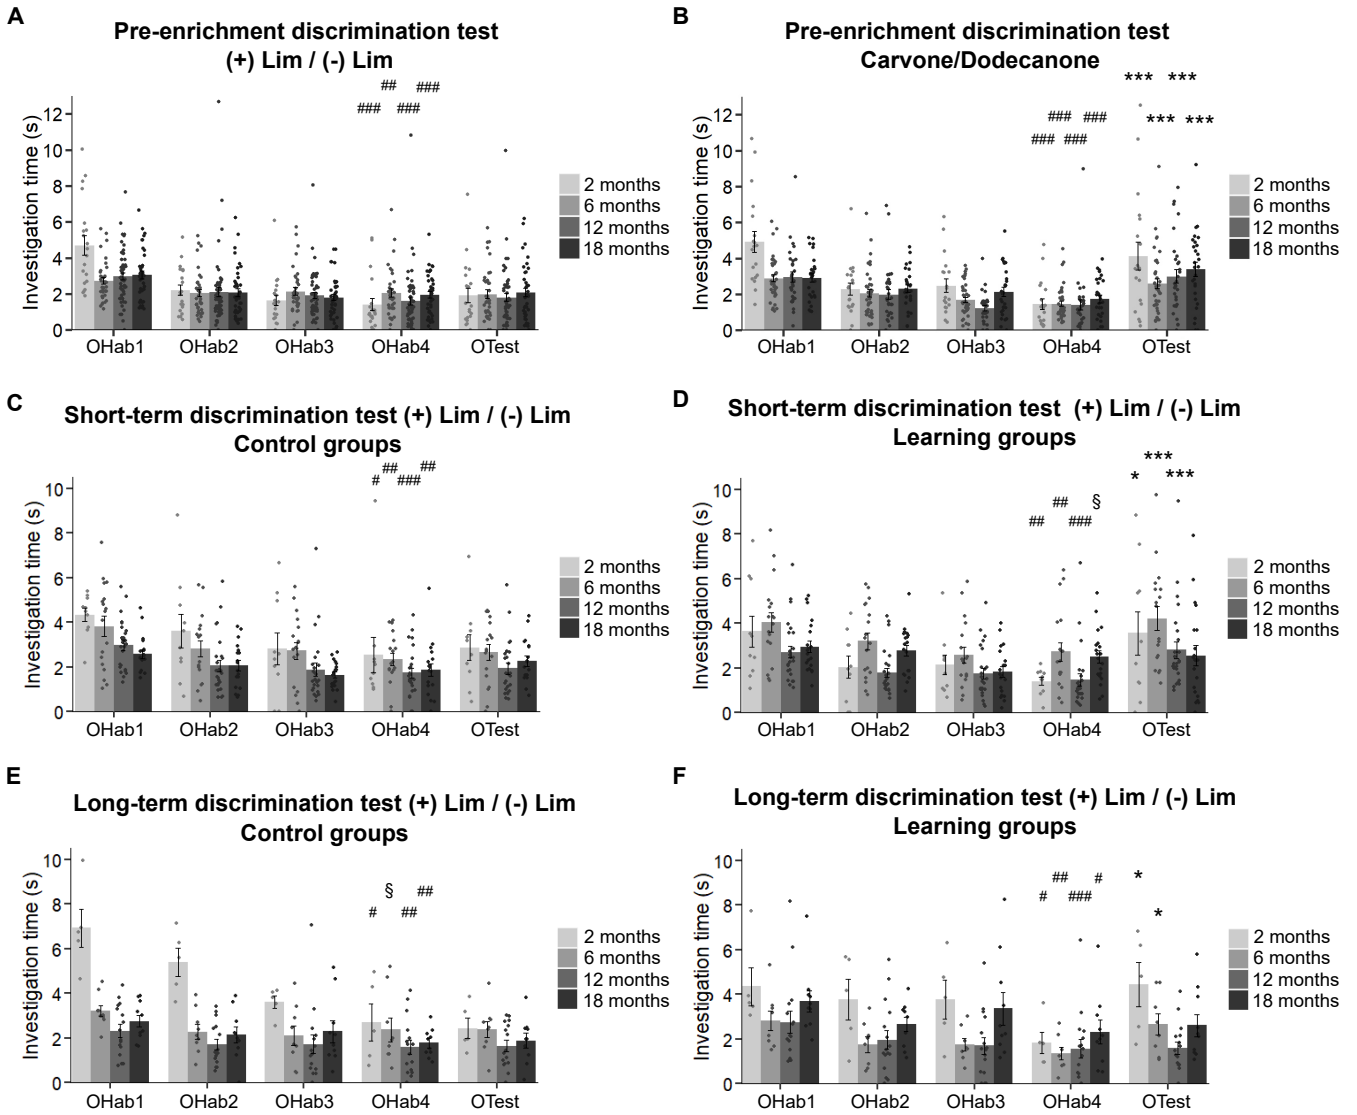 A
Pre-enrichment discrimination test
(+) Lim / (-) Lim
## ###
### ###
Investigation time (s)
12
10
8
6
4
2
0
OHab1 OHab2 OHab3 OHab4 OTest
2 months
6 months
12 months
18 months
B
Pre-enrichment discrimination test
Carvone/Dodecanone
*** ***
### ### *** ***
### ###
Investigation time (s)
12
10
8
6
4
2
0
OHab1 OHab2 OHab3 OHab4 OTest
2 months
6 months
12 months
18 months
C
Short-term discrimination test (+) Lim / (-) Lim
Control groups
## ##
# ###
Investigation time (s)
10
8
6
4
2
0
OHab1 OHab2 OHab3 OHab4 OTest
2 months
6 months
12 months
18 months
D
Short-term discrimination test (+) Lim / (-) Lim
Learning groups
***
* ***
## §
## ###
Investigation time (s)
10
8
6
4
2
0
OHab1 OHab2 OHab3 OHab4 OTest
2 months
6 months
12 months
18 months
E
Long-term discrimination test (+) Lim / (-) Lim
Control groups
§ ##
# ##
Investigation time (s)
10
8
6
4
2
0
OHab1 OHab2 OHab3 OHab4 OTest
2 months
6 months
12 months
18 months
F
Long-term discrimination test (+) Lim / (-) Lim
Learning groups
## # *
# ### *
Investigation time (s)
10
8
6
4
2
0
OHab1 OHab2 OHab3 OHab4 OTest
2 months
6 months
12 months
18 months